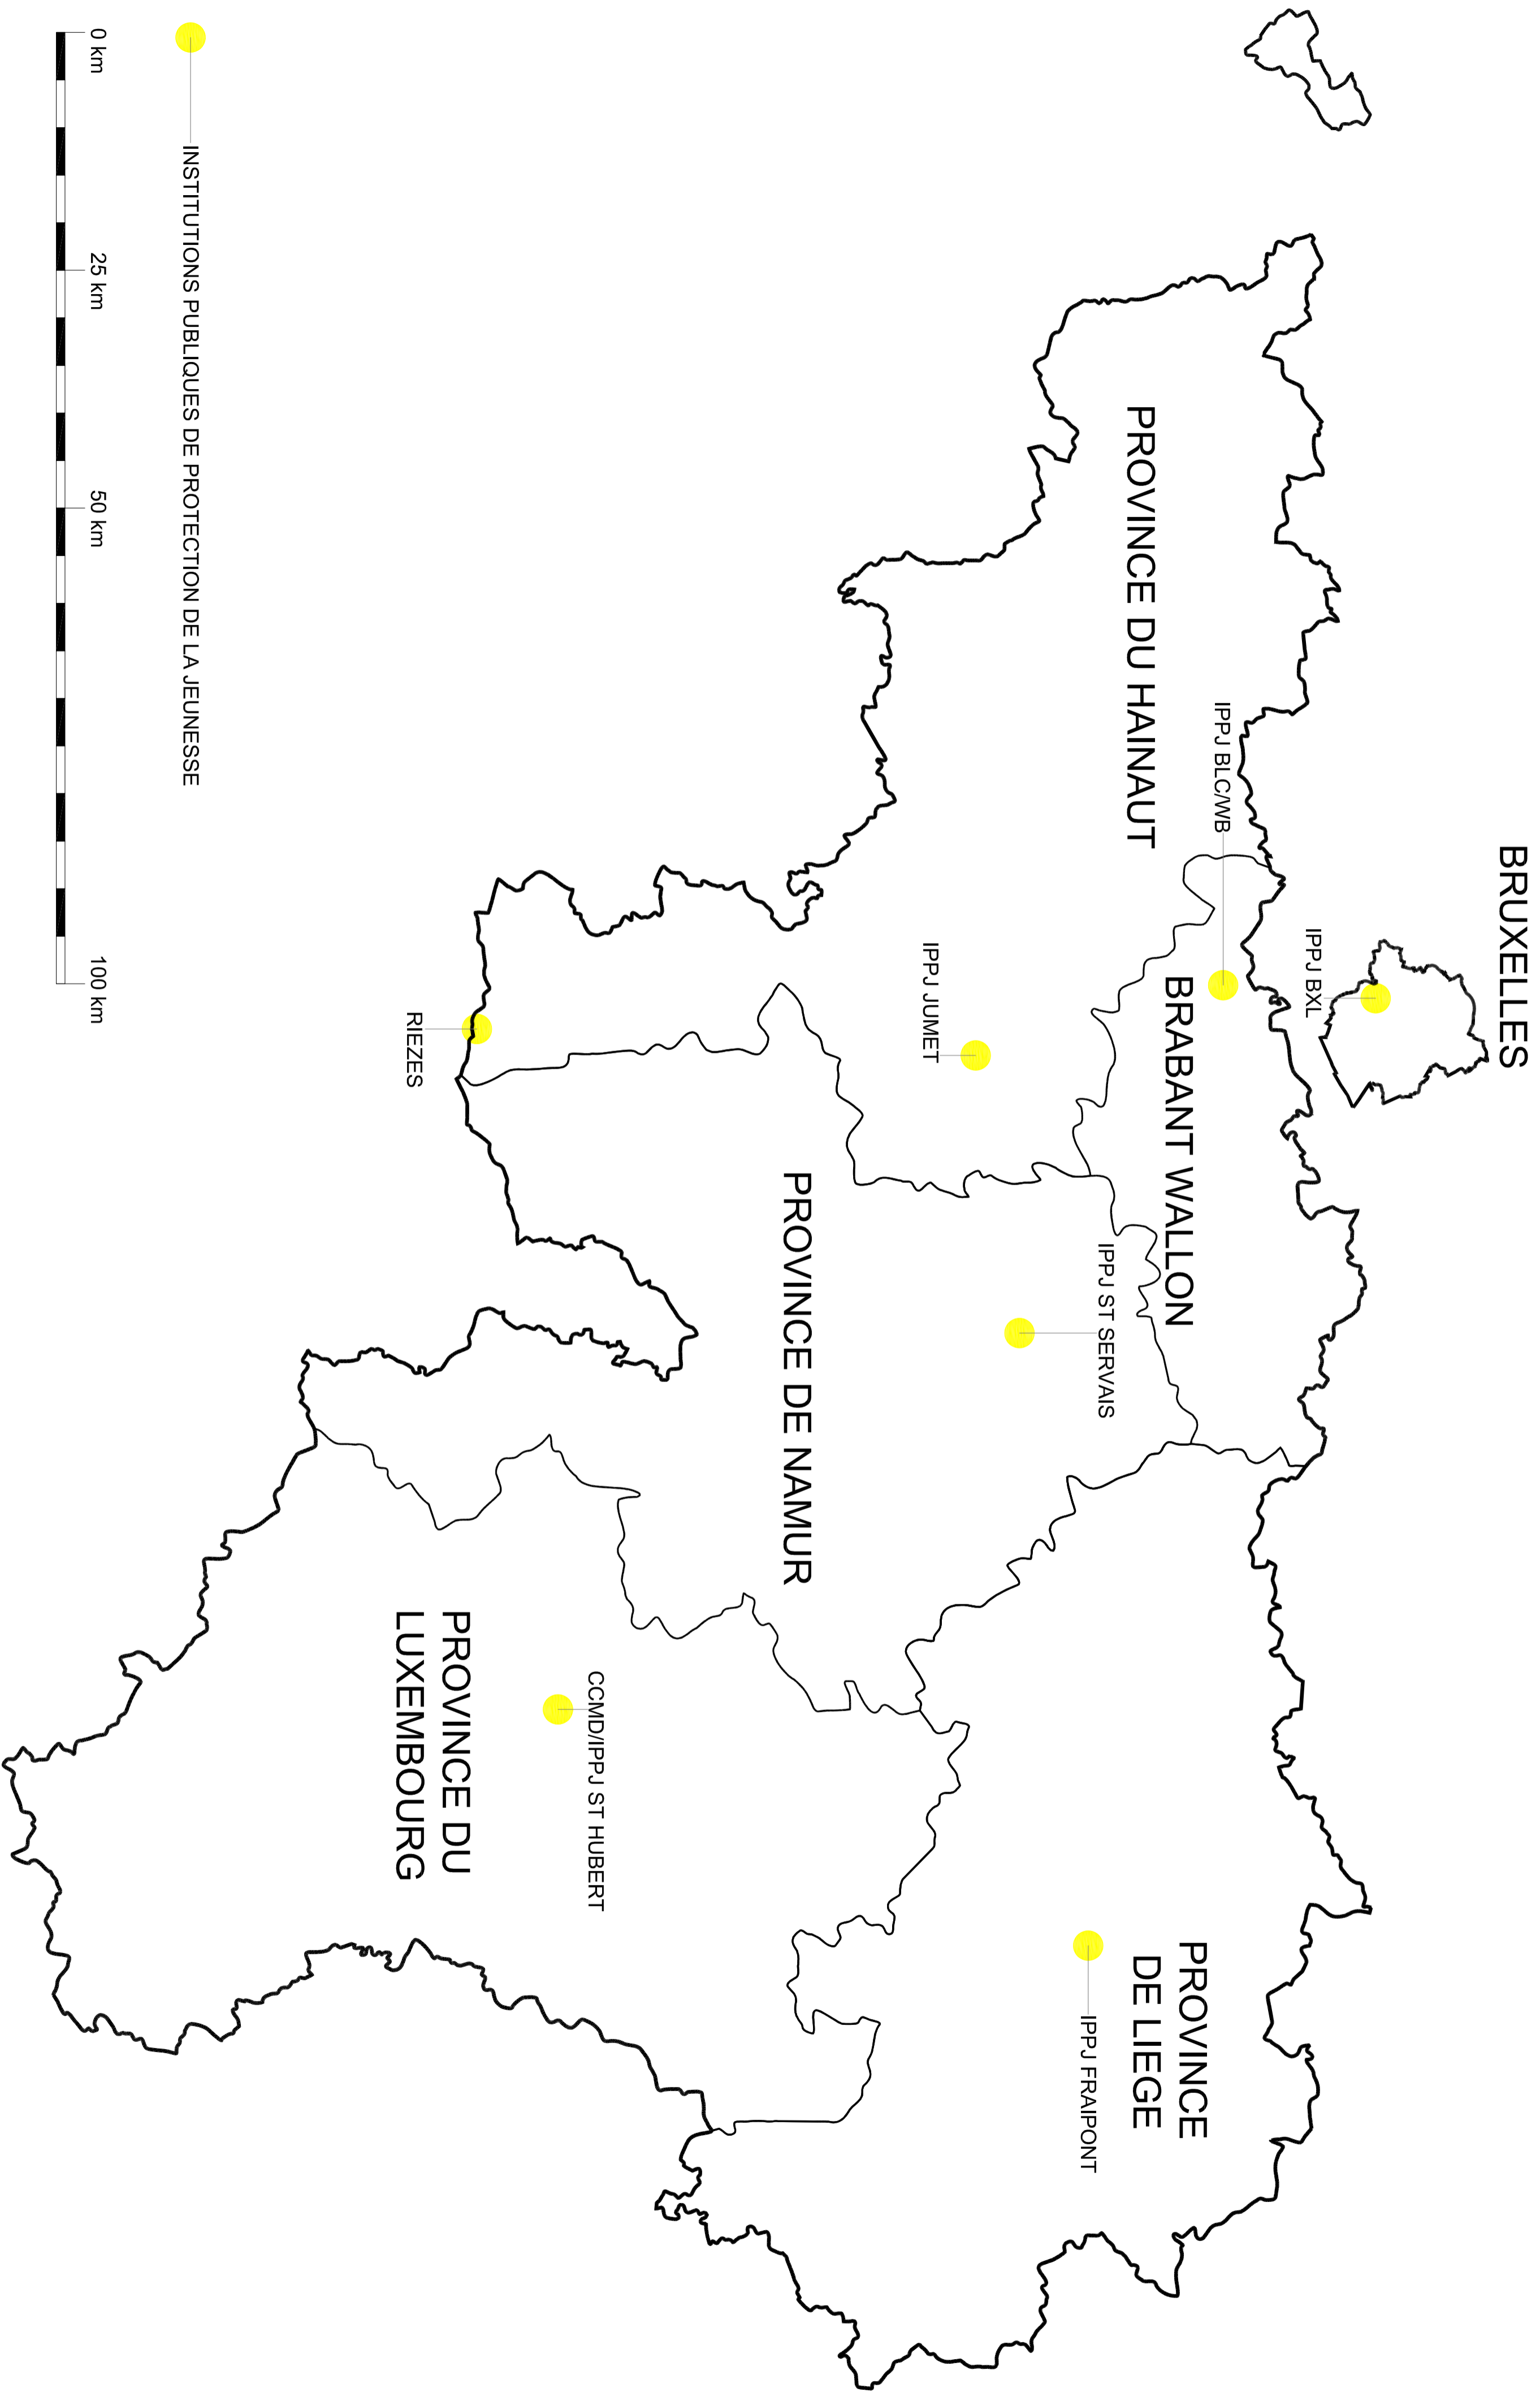 BRUXELLES
IPPJ BXL
IPPJ BLC/WB
BRABANT WALLON
PROVINCE DU HAINAUT
IPPJ ST SERVAIS
PROVINCE
DE LIEGE
IPPJ FRAIPONT
IPPJ JUMET
PROVINCE DE NAMUR
CCMD/IPPJ ST HUBERT
PROVINCE DU
LUXEMBOURG
RIEZES
INSTITUTIONS PUBLIQUES DE PROTECTION DE LA JEUNESSE
0 km
25 km
50 km
100 km